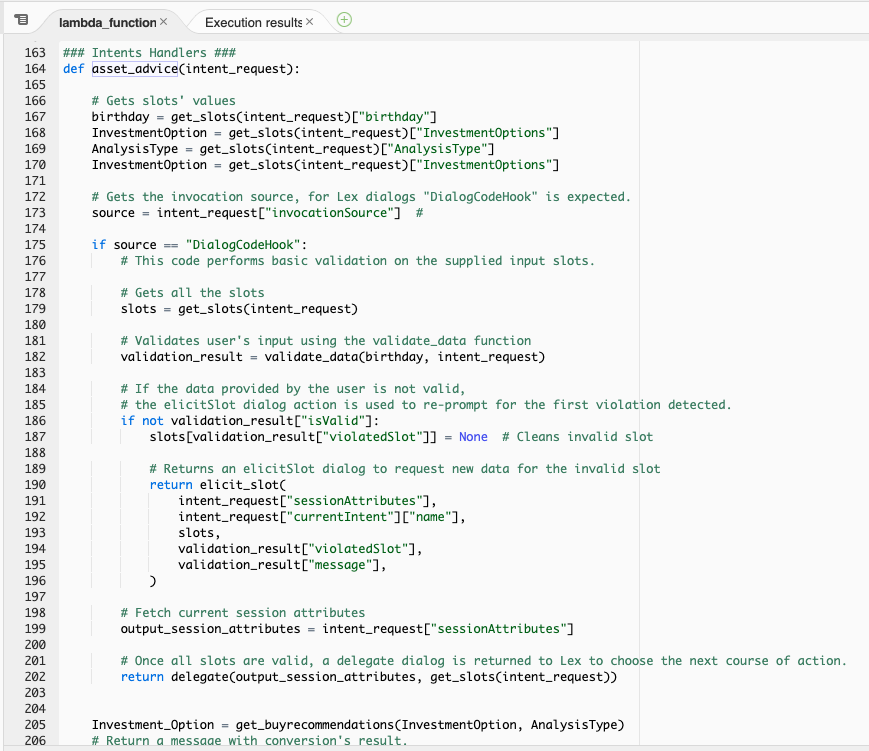 lambda_function × Execution results ×
163 ### Intents Handlers ###
164 def asset_advice(intent_request):
165
166     # Gets slots' values
167     birthday = get_slots(intent_request)["birthday"]
168     InvestmentOption = get_slots(intent_request)["InvestmentOptions"]
169     AnalysisType = get_slots(intent_request)["AnalysisType"]
170     InvestmentOption = get_slots(intent_request)["InvestmentOptions"]
171
172     # Gets the invocation source, for Lex dialogs "DialogCodeHook" is expected.
173     source = intent_request["invocationSource"]  #
174
175     if source == "DialogCodeHook":
176         # This code performs basic validation on the supplied input slots.
177
178         # Gets all the slots
179         slots = get_slots(intent_request)
180
181         # Validates user's input using the validate_data function
182         validation_result = validate_data(birthday, intent_request)
183
184         # If the data provided by the user is not valid,
185         # the elicitSlot dialog action is used to re-prompt for the first violation detected.
186         if not validation_result["isValid"]:
187             slots[validation_result["violatedSlot"]] = None  # Cleans invalid slot
188
189             # Returns an elicitSlot dialog to request new data for the invalid slot
190             return elicit_slot(
191                 intent_request["sessionAttributes"],
192                 intent_request["currentIntent"]["name"],
193                 slots,
194                 validation_result["violatedSlot"],
195                 validation_result["message"],
196             )
197
198         # Fetch current session attributes
199         output_session_attributes = intent_request["sessionAttributes"]
200
201         # Once all slots are valid, a delegate dialog is returned to Lex to choose the next course of action.
202         return delegate(output_session_attributes, get_slots(intent_request))
203
204
205     Investment_Option = get_buyrecommendations(InvestmentOption, AnalysisType)
206     # Return a message with conversion's result.